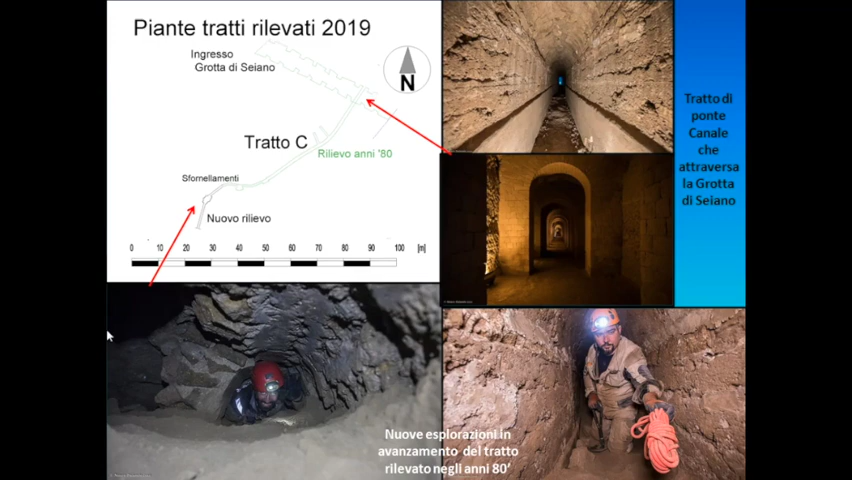 Piante tratti rilevati 2019
Ingresso
Grotta di Seiano
N
Tratto C
Rilievo anni '80
Sfornellamenti
Nuovo rilievo
0 10 20 30 40 50 60 70 80 90 100 [m]
Tratto di
ponte
Canale
che
attraversa
la Grotta
di Seiano
Nuove esplorazioni in
avanzamento del tratto
rilevato negli anni 80'